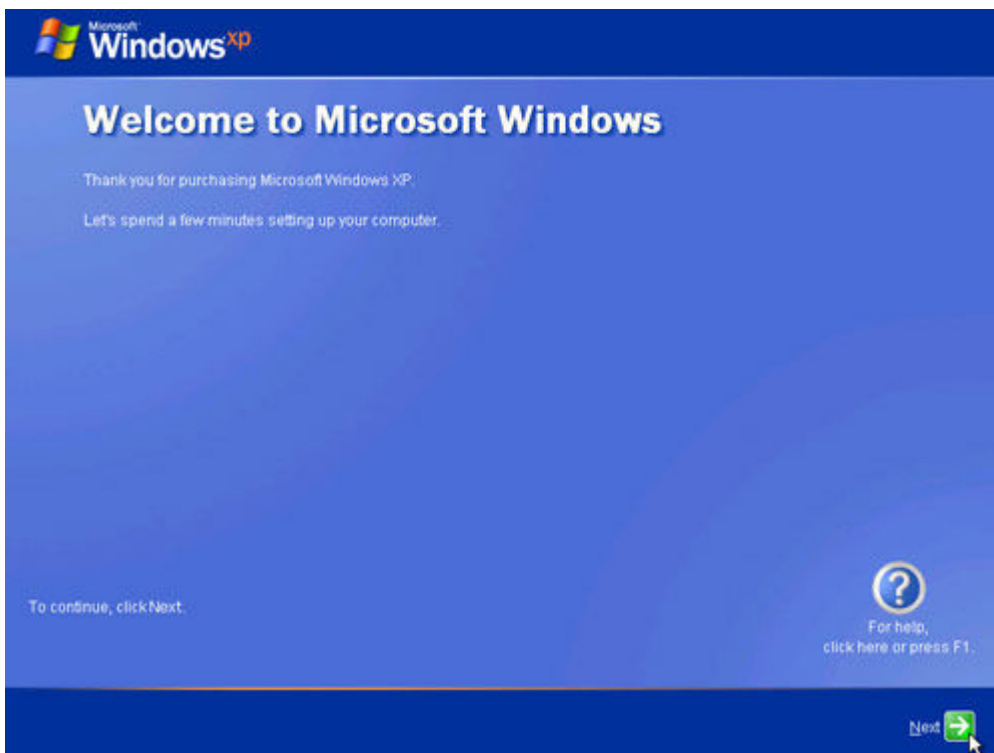 Microsoft
Windows xp
Welcome to Microsoft Windows
Thank you for purchasing Microsoft Windows XP.
Let's spend a few minutes setting up your computer.
To continue, click Next.
For help,
click here or press F1.
Next